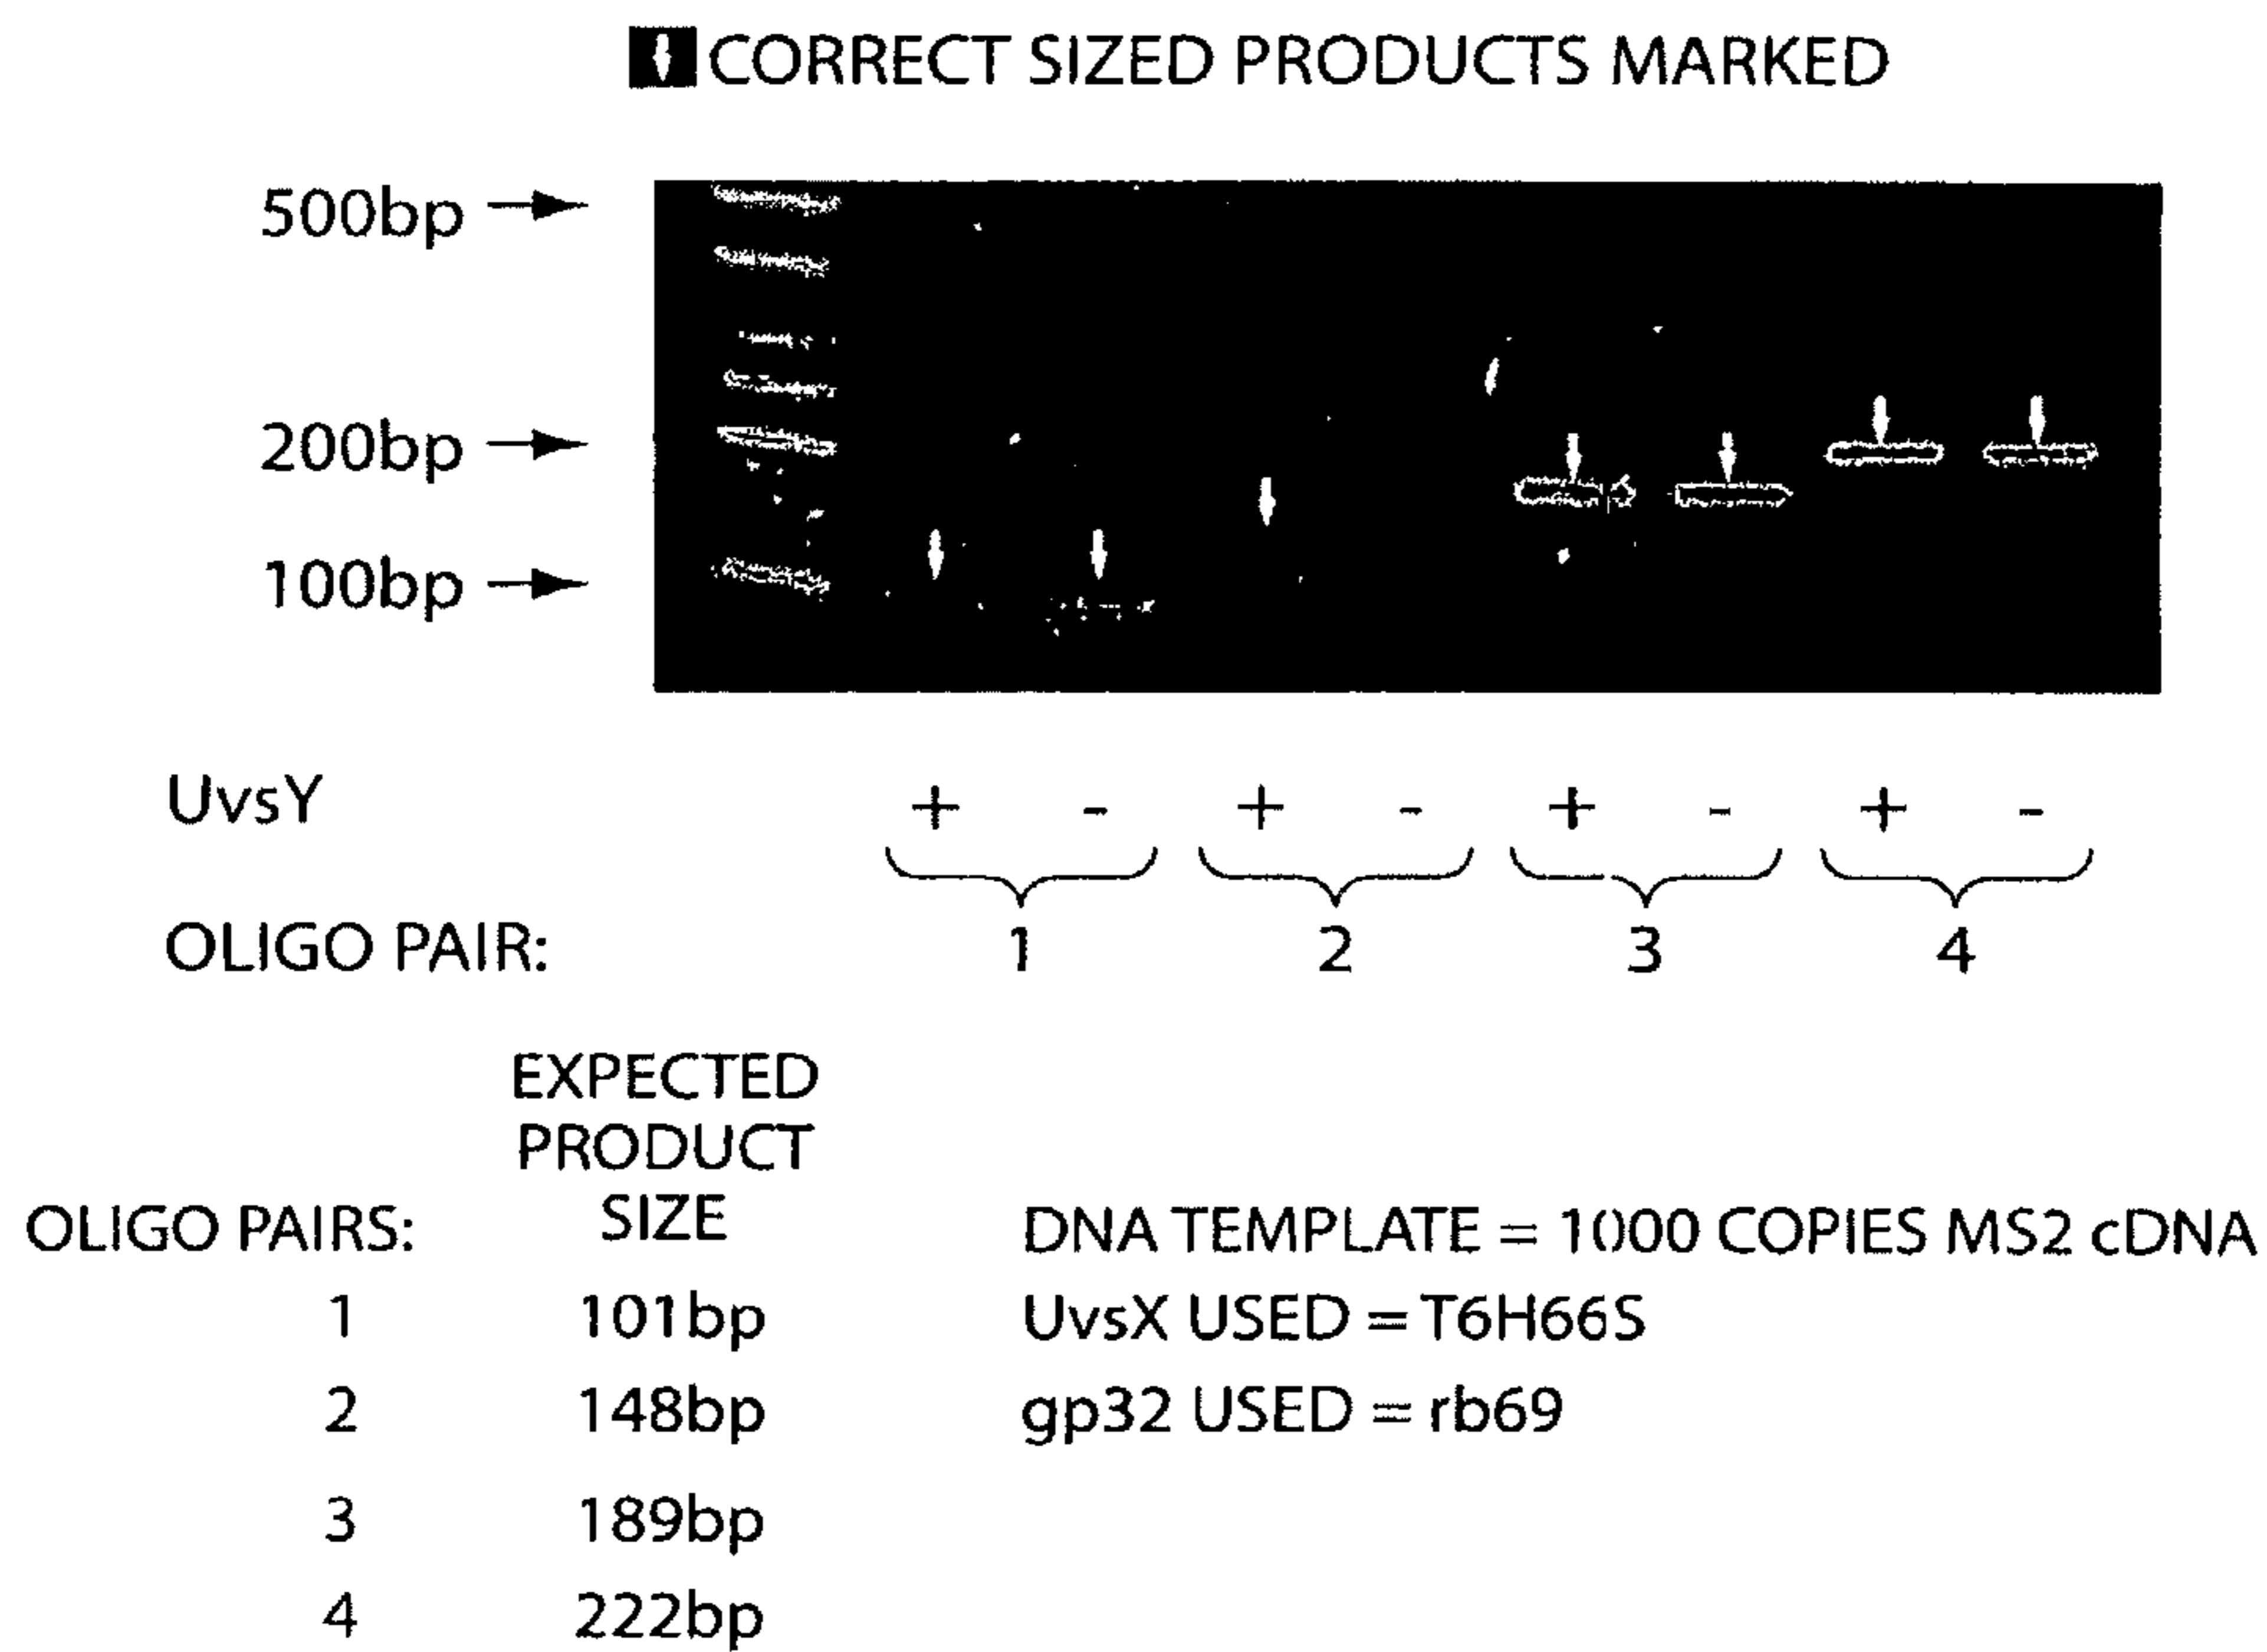 CORRECT SIZED PRODUCTS MARKED
500bp
200bp
100bp
UvsY + - + - + - + -
OLIGO PAIR: 1 2 3 4
EXPECTED
PRODUCT
OLIGO PAIRS: SIZE DNA TEMPLATE = 1000 COPIES MS2 cDNA
1 101bp UvsX USED = T6H66S
2 148bp gp32 USED = rb69
3 189bp
4 222bp